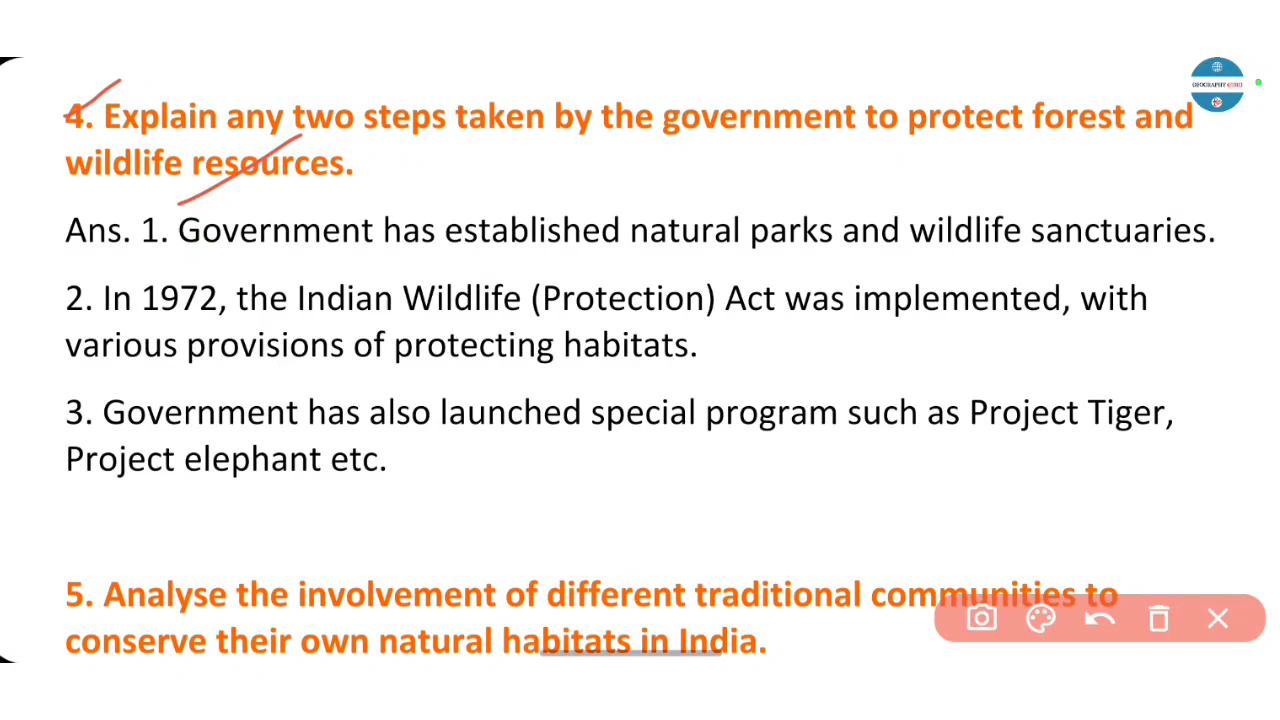 GEOGRAPHY GURU
4. Explain any two steps taken by the government to protect forest and
wildlife resources.
Ans. 1. Government has established natural parks and wildlife sanctuaries.
2. In 1972, the Indian Wildlife (Protection) Act was implemented, with
various provisions of protecting habitats.
3. Government has also launched special program such as Project Tiger,
Project elephant etc.
5. Analyse the involvement of different traditional communities to
conserve their own natural habitats in India.